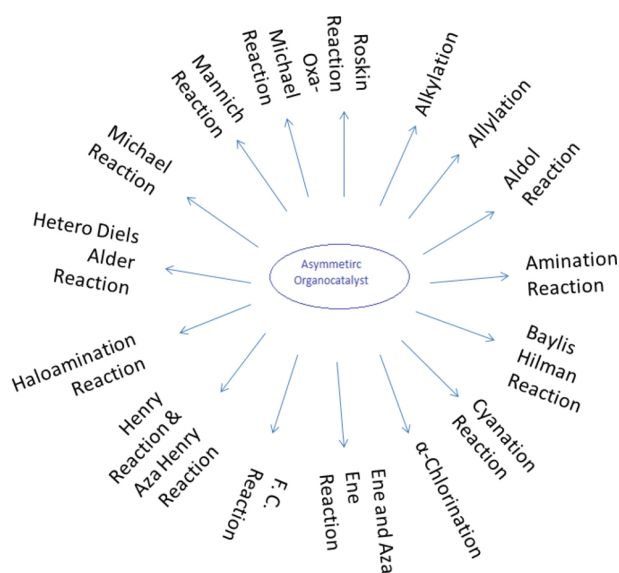 Asymmetirc
Organocatalyst
Roskin
Reaction
Alkylation
Allylation
Aldol
Reaction
Amination
Reaction
Baylis
Hilman
Reaction
Cyanation
Reaction
α-Chlorination
Ene and Aza
Ene
Reaction
F.C.
Reaction
Henry
Reaction &
Aza Henry
Reaction
Haloamination
Reaction
Hetero Diels
Alder
Reaction
Michael
Reaction
Mannich
Reaction
Oxa-
Michael
Reaction